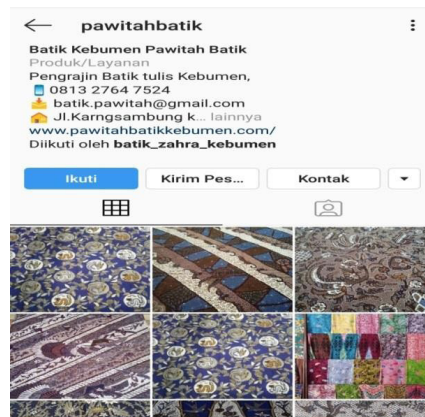 pawitahbatik
Batik Kebumen Pawitah Batik
Produk/Layanan
Pengrajin Batik tulis Kebumen,
0813 2764 7524
batik.pawitah@gmail.com
Jl.Karngsambung k... lainnya
www.pawitahbatikkebumen.com/
Diikuti oleh batik_zahra_kebumen
Ikuti
Kirim Pes...
Kontak